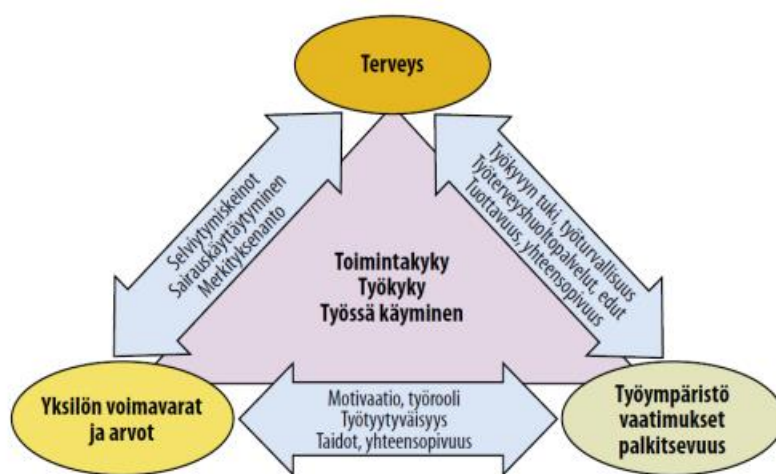 Terveys
Selviytymiskeinot
Sairauskäyttäytyminen
Merkityksenanto
Työkyvyn tuki, työturvallisuus
Työterveyshuoltopalvelut, edut
Tuottavuus, yhteensopivuus
Toimintakyky
Työkyky
Työssä käyminen
Yksilön voimavarat
ja arvot
Motivaatio, työrooli
Työtyytyväisyys
Taidot, yhteensopivuus
Työympäristö
vaatimukset
palkitsevuus